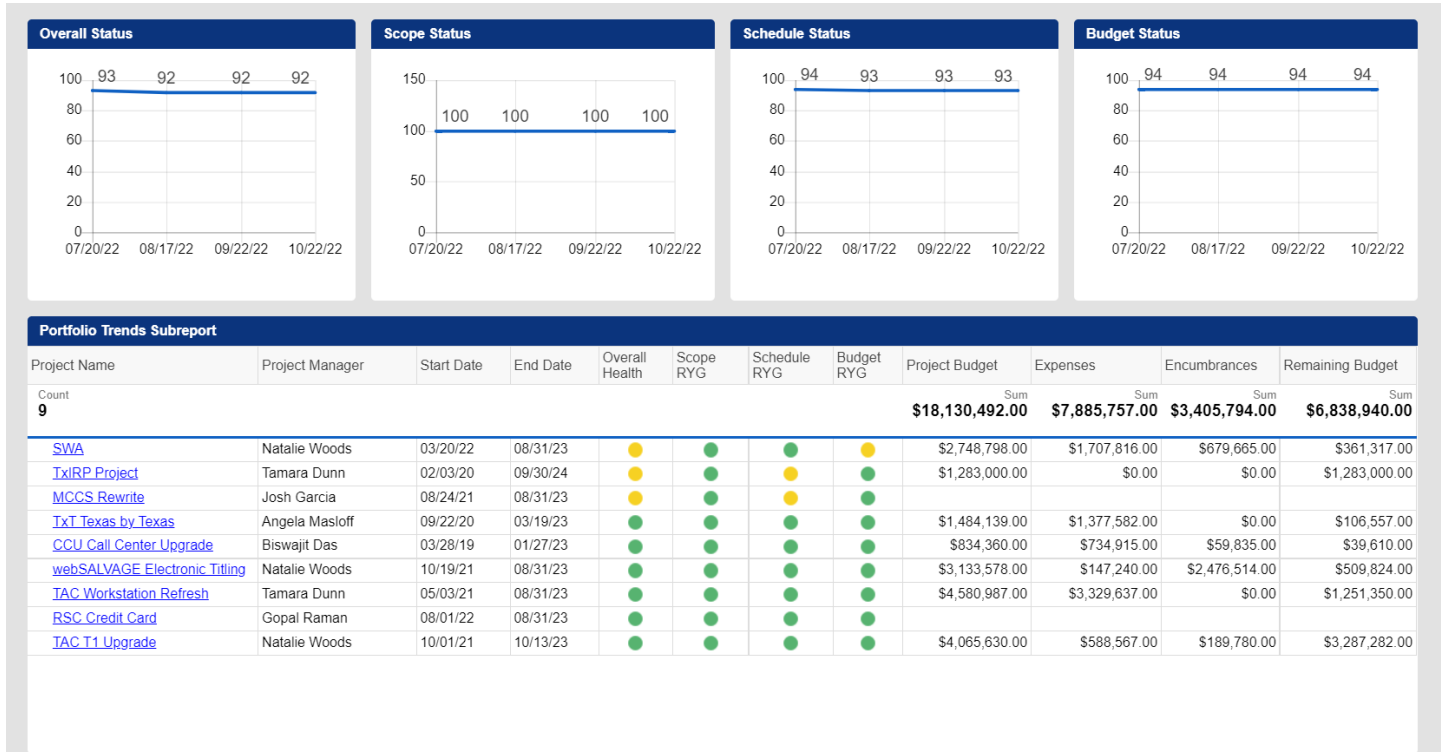 Overall Status
100 93 92 92 92
80
60
40
20
0
07/20/22 08/17/22 09/22/22 10/22/22
Scope Status
150
100 100 100 100 100
50
0
07/20/22 08/17/22 09/22/22 10/22/22
Schedule Status
100 94 93 93 93
80
60
40
20
0
07/20/22 08/17/22 09/22/22 10/22/22
Budget Status
100 94 94 94 94
80
60
40
20
0
07/20/22 08/17/22 09/22/22 10/22/22
Portfolio Trends Subreport
Project Name Project Manager Start Date End Date Overall Health Scope RYG Schedule RYG Budget RYG Project Budget Expenses Encumbrances Remaining Budget
Count Sum Sum Sum Sum
9 $18,130,492.00 $7,885,757.00 $3,405,794.00 $6,838,940.00
SWA Natalie Woods 03/20/22 08/31/23 $2,748,798.00 $1,707,816.00 $679,665.00 $361,317.00
TxIRP Project Tamara Dunn 02/03/20 09/30/24 $1,283,000.00 $0.00 $0.00 $1,283,000.00
MCCS Rewrite Josh Garcia 08/24/21 08/31/23
TxT Texas by Texas Angela Masloff 09/22/20 03/19/23 $1,484,139.00 $1,377,582.00 $0.00 $106,557.00
CCU Call Center Upgrade Biswajit Das 03/28/19 01/27/23 $834,360.00 $734,915.00 $59,835.00 $39,610.00
webSALVAGE Electronic Titling Natalie Woods 10/19/21 08/31/23 $3,133,578.00 $147,240.00 $2,476,514.00 $509,824.00
TAC Workstation Refresh Tamara Dunn 05/03/21 08/31/23 $4,580,987.00 $3,329,637.00 $0.00 $1,251,350.00
RSC Credit Card Gopal Raman 08/01/22 08/31/23
TAC T1 Upgrade Natalie Woods 10/01/21 10/13/23 $4,065,630.00 $588,567.00 $189,780.00 $3,287,282.00